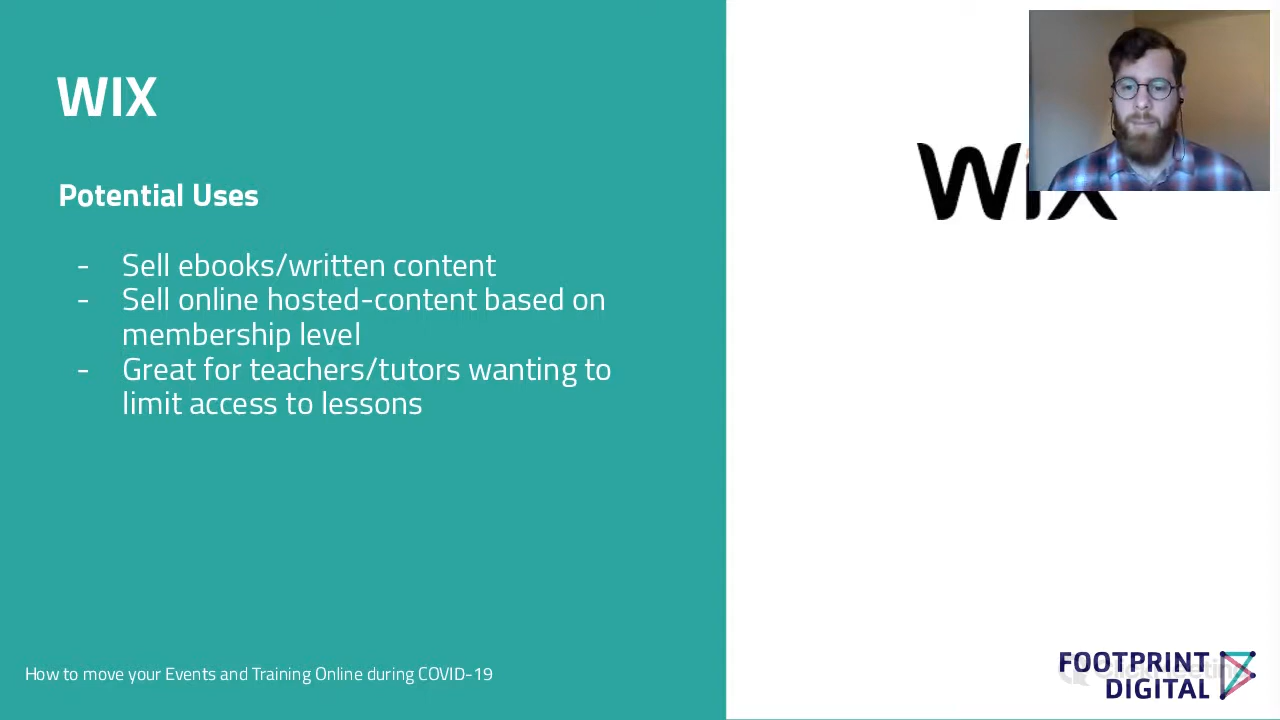 WIX
Potential Uses
- Sell ebooks/written content
- Sell online hosted-content based on
membership level
- Great for teachers/tutors wanting to
limit access to lessons
How to move your Events and Training Online during COVID-19
WiX
FOOTPRINT
DIGITAL
ClickMeeting